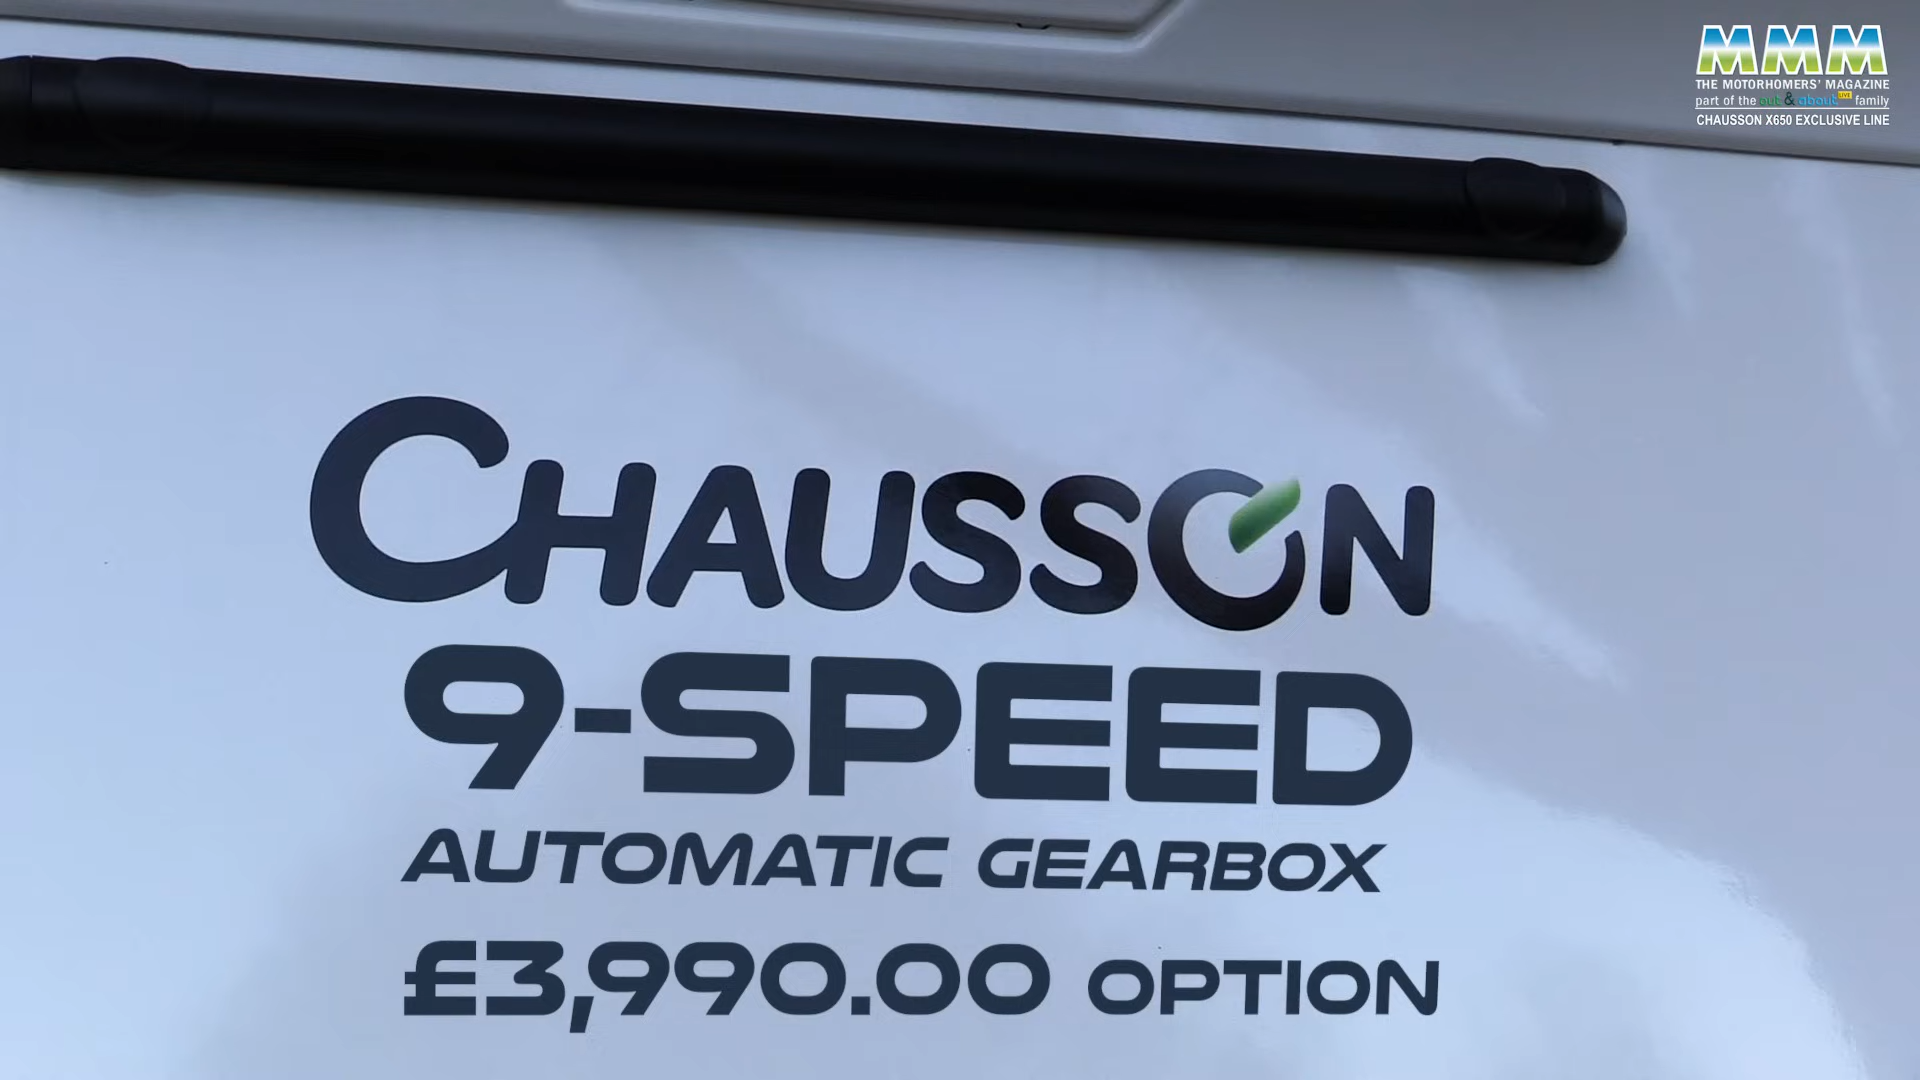 MMM
THE MOTORHOMERS' MAGAZINE
part of the out & about LIVE family
CHAUSSON X650 EXCLUSIVE LINE
CHAUSSON
9-SPEED
AUTOMATIC GEARBOX
£3,990.00 OPTION